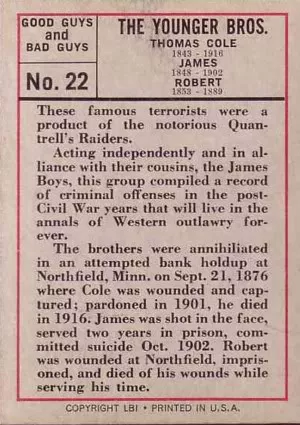 GOOD GUYS
and
BAD GUYS
No. 22
THE YOUNGER BROS.
THOMAS COLE
1843 - 1916
JAMES
1848 - 1902
ROBERT
1853 - 1889
These famous terrorists were a
product of the notorious Quan-
trell's Raiders.
Acting independently and in al-
liance with their cousins, the James
Boys, this group compiled a record
of criminal offenses in the post-
Civil War years that will live in the
annals of Western outlawry for-
ever.
The brothers were annihiliated
in an attempted bank holdup at
Northfield, Minn. on Sept. 21, 1876
where Cole was wounded and cap-
tured; pardoned in 1901, he died
in 1916. James was shot in the face,
served two years in prison, com-
mitted suicide Oct. 1902. Robert
was wounded at Northfield, impris-
oned, and died of his wounds while
serving his time.
COPYRIGHT LBI • PRINTED IN U.S.A.